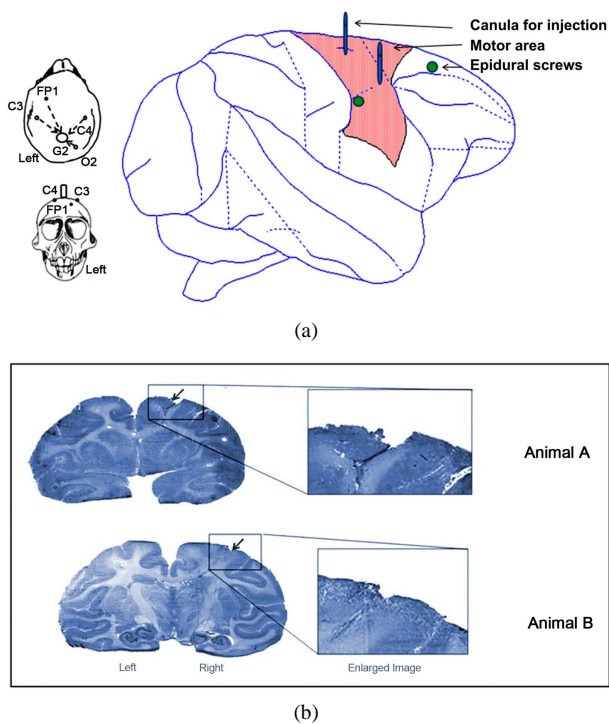 Canula for injection
Motor area
Epidural screws
FP1
C3
C4
Left
G2
O2
C4 C3
FP1
Left
(a)
Animal A
Animal B
Left Right Enlarged Image
(b)